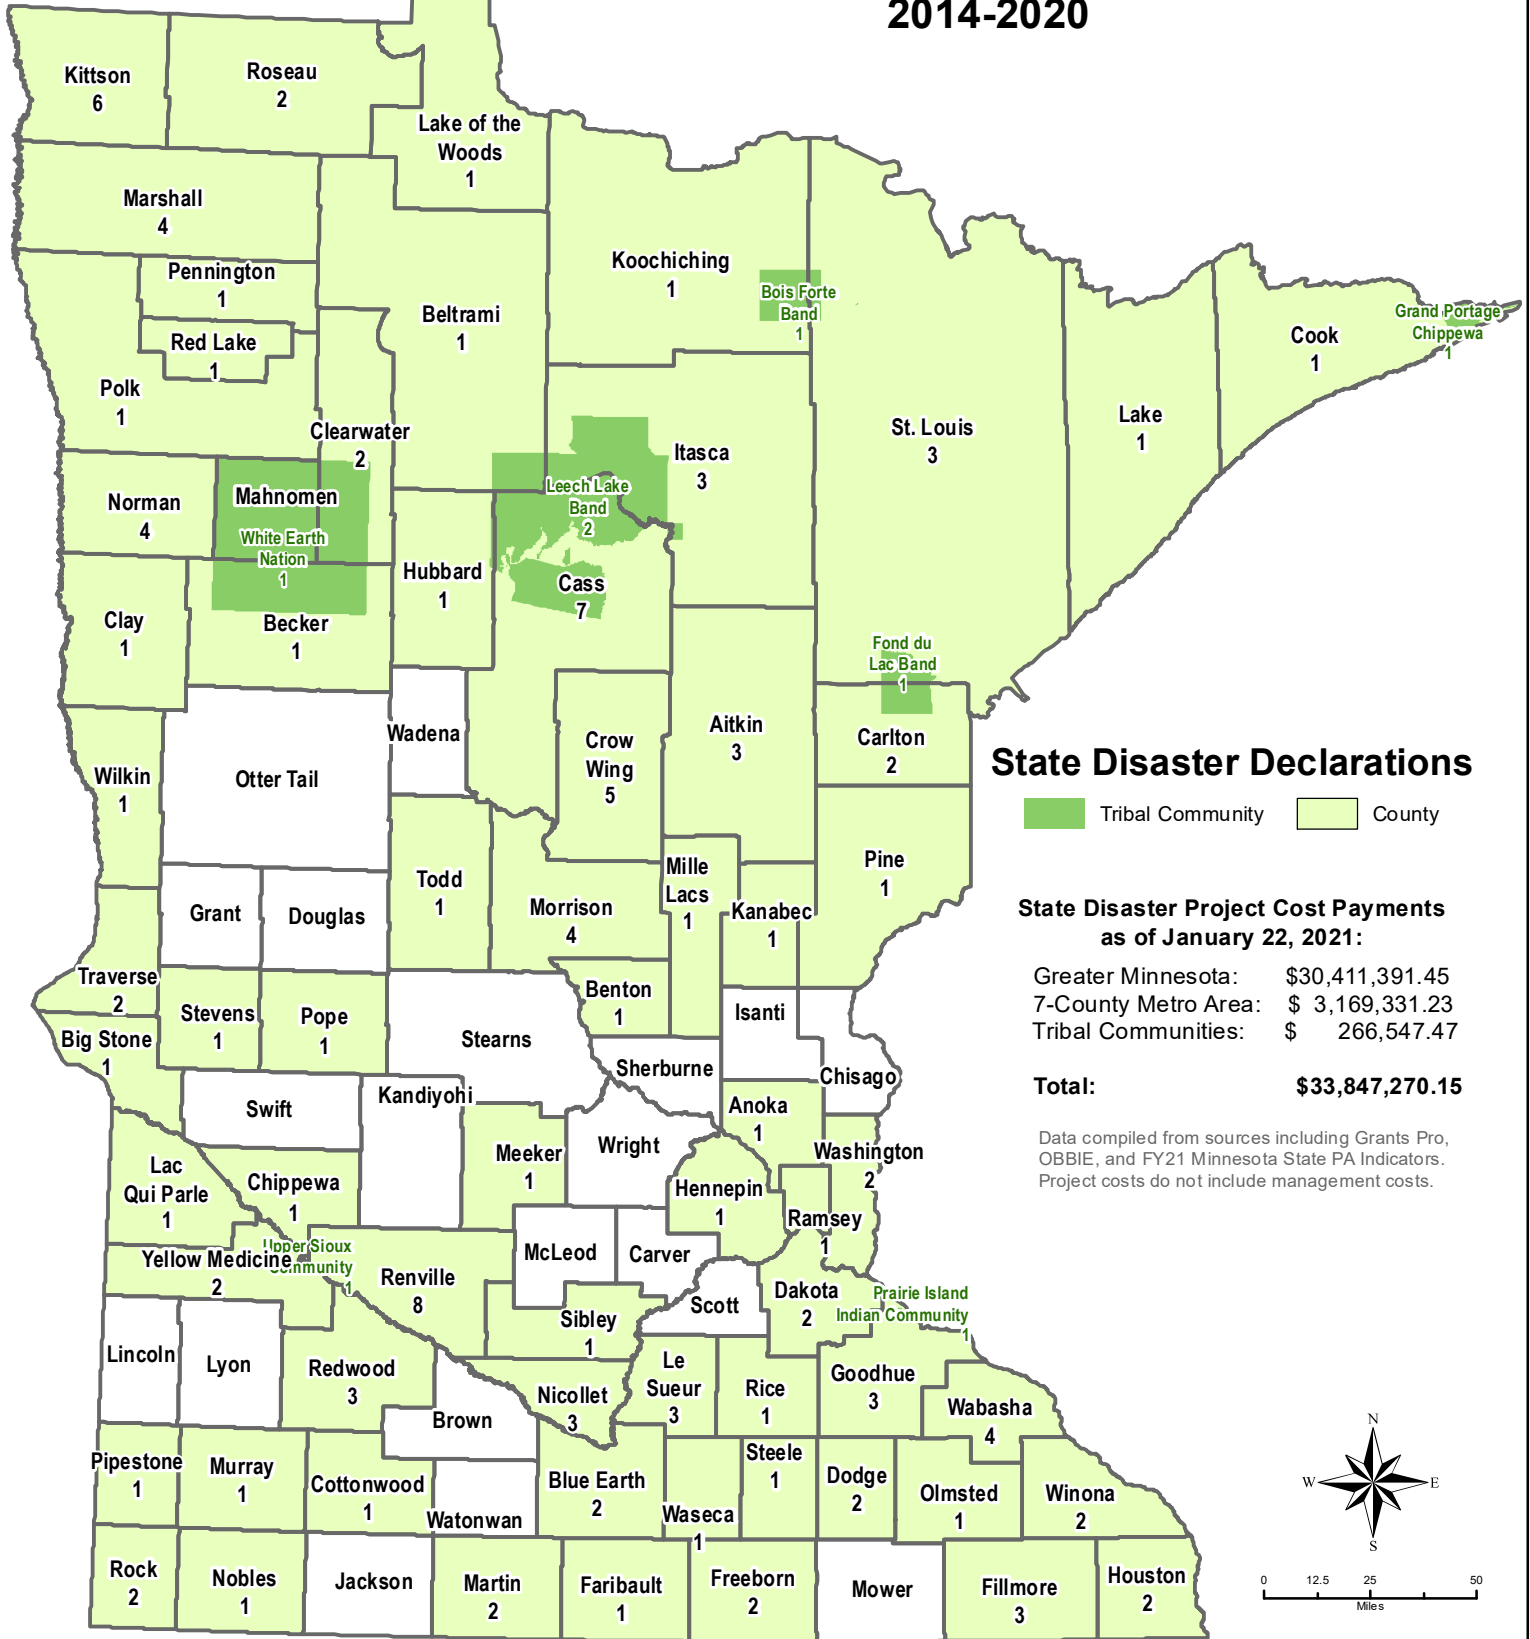 2014-2020
Kittson
6
Roseau
2
Lake of the
Woods
1
Marshall
4
Pennington
1
Red Lake
1
Polk
1
Beltrami
1
Koochiching
1
Bois Forte
Band
1
Clearwater
2
St. Louis
3
Lake
1
Cook
1
Grand Portage
Chippewa
1
Itasca
3
Norman
4
Mahnomen
White Earth
Nation
1
Leech Lake
Band
2
Hubbard
1
Cass
7
Clay
1
Becker
1
Fond du
Lac Band
1
Wadena
Crow
Wing
5
Aitkin
3
Carlton
2
Wilkin
1
Otter Tail
State Disaster Declarations
Tribal Community
County
Todd
1
Morrison
4
Mille
Lacs
1
Kanabec
1
Pine
1
Grant
Douglas
Traverse
2
Stevens
1
Pope
1
Benton
1
Isanti
Big Stone
1
Stearns
Sherburne
Chisago
State Disaster Project Cost Payments
as of January 22, 2021:
Greater Minnesota: $30,411,391.45
7-County Metro Area: $ 3,169,331.23
Tribal Communities: $ 266,547.47
Total: $33,847,270.15
Data compiled from sources including Grants Pro,
OBBIE, and FY21 Minnesota State PA Indicators.
Project costs do not include management costs.
Swift
Kandiyohi
Anoka
1
Wright
Meeker
1
Washington
2
Lac
Qui Parle
1
Chippewa
1
Hennepin
1
Ramsey
1
Yellow Medicine
2
Upper Sioux
Community
1
Renville
8
McLeod
Carver
Scott
Dakota
2
Prairie Island
Indian Community
1
Sibley
1
Lincoln
Lyon
Redwood
3
Brown
Nicollet
3
Le
Sueur
3
Rice
1
Goodhue
3
Wabasha
4
Pipestone
1
Murray
1
Cottonwood
1
Watonwan
Blue Earth
2
Waseca
1
Steele
1
Dodge
2
Olmsted
1
Winona
2
Rock
2
Nobles
1
Jackson
Martin
2
Faribault
1
Freeborn
2
Mower
Fillmore
3
Houston
2
N
W E
S
0 12.5 25 50
Miles